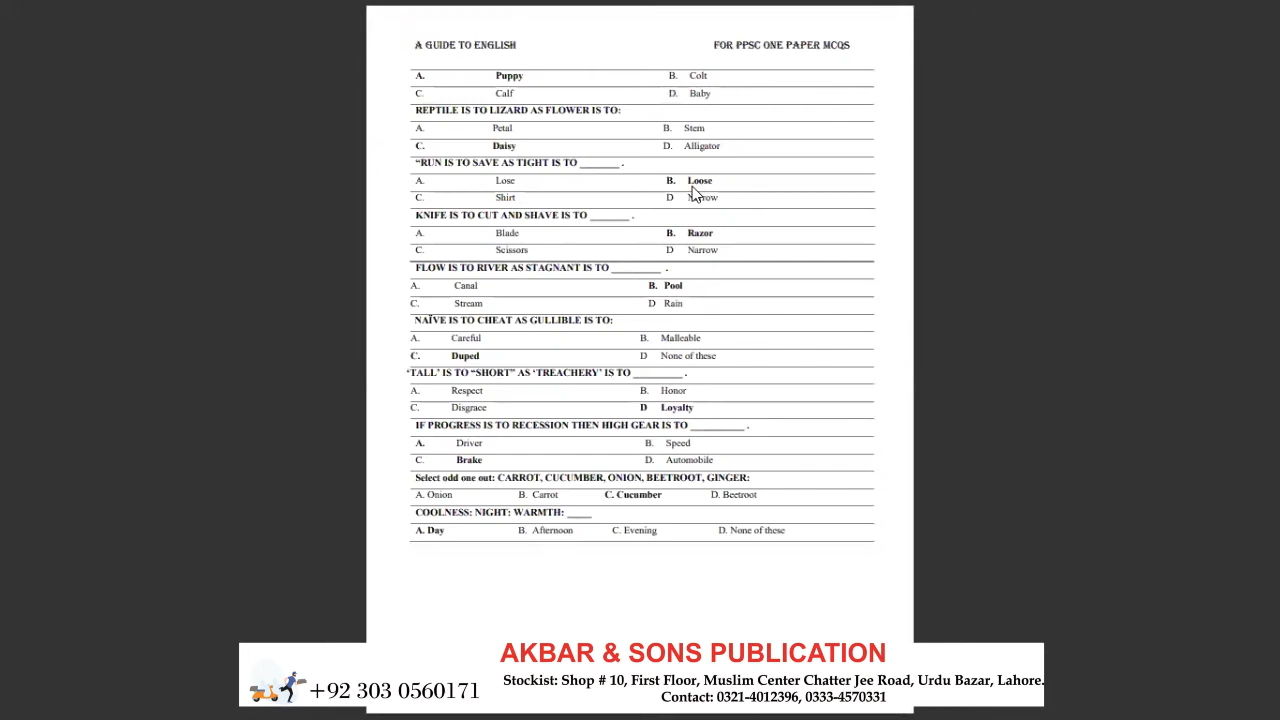 A GUIDE TO ENGLISH FOR PPSC ONE PAPER MCQS
A. Puppy B. Colt
C. Calf D. Baby
REPTILE IS TO LIZARD AS FLOWER IS TO:
A. Petal B. Stem
C. Daisy D. Alligator
“RUN IS TO SAVE AS TIGHT IS TO _______ .
A. Lose B. Loose
C. Shirt D
KNIFE IS TO CUT AND SHAVE IS TO _______ .
A. Blade B. Razor
C. Scissors D Narrow
FLOW IS TO RIVER AS STAGNANT IS TO _________ .
A. Canal B. Pool
C. Stream D Rain
NAÏVE IS TO CHEAT AS GULLIBLE IS TO:
A. Careful B. Malleable
C. Duped D None of these
‘TALL’ IS TO “SHORT” AS ‘TREACHERY’ IS TO _________ .
A. Respect B. Honor
C. Disgrace D Loyalty
IF PROGRESS IS TO RECESSION THEN HIGH GEAR IS TO __________ .
A. Driver B. Speed
C. Brake D. Automobile
Select odd one out: CARROT, CUCUMBER, ONION, BEETROOT, GINGER:
A. Onion B. Carrot C. Cucumber D. Beetroot
COOLNESS: NIGHT: WARMTH: _____
A. Day B. Afternoon C. Evening D. None of these
AKBAR & SONS PUBLICATION
+92 303 0560171
Stockist: Shop # 10, First Floor, Muslim Center Chatter Jee Road, Urdu Bazar, Lahore.
Contact: 0321-4012396, 0333-4570331